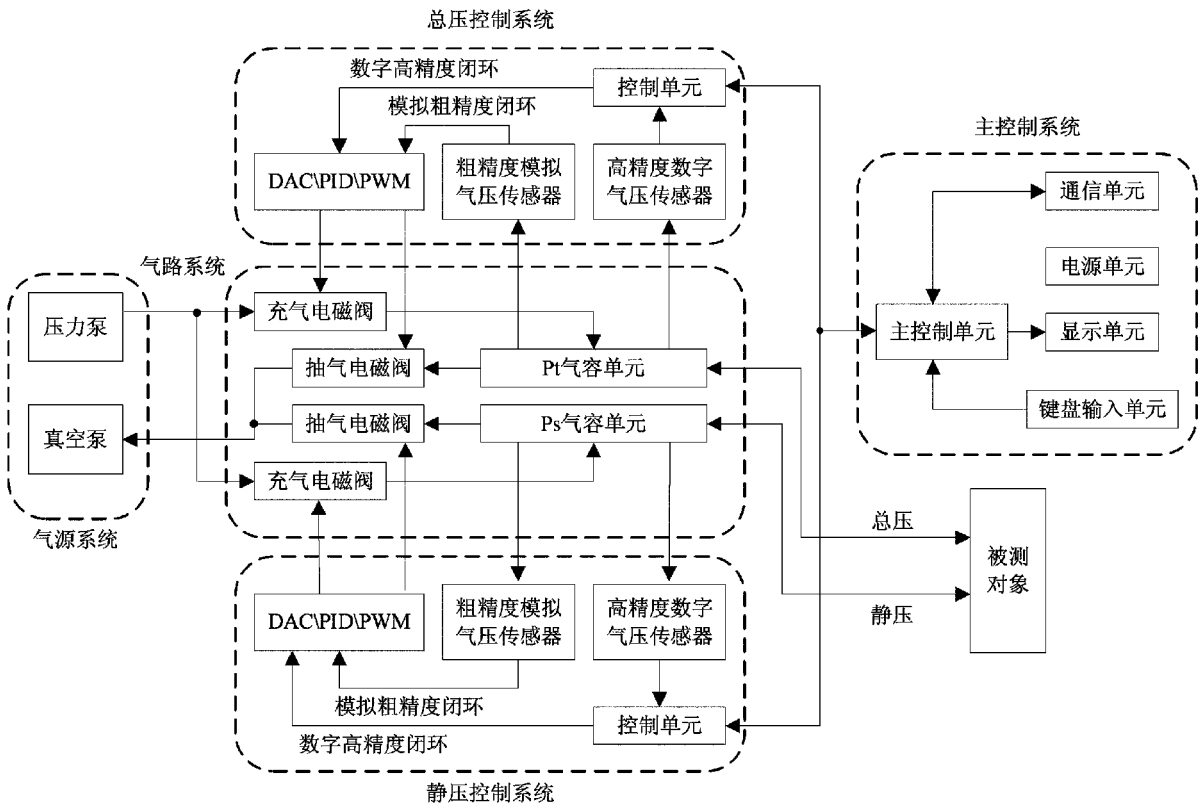 总压控制系统
数字高精度闭环
控制单元
模拟粗精度闭环
DAC\PID\PWM
粗精度模拟
气压传感器
高精度数字
气压传感器
主控制系统
通信单元
电源单元
主控制单元
显示单元
键盘输入单元
气路系统
压力泵
真空泵
气源系统
充气电磁阀
抽气电磁阀
Pt气容单元
抽气电磁阀
Ps气容单元
充气电磁阀
总压
静压
被测
对象
DAC\PID\PWM
粗精度模拟
气压传感器
高精度数字
气压传感器
模拟粗精度闭环
控制单元
数字高精度闭环
静压控制系统